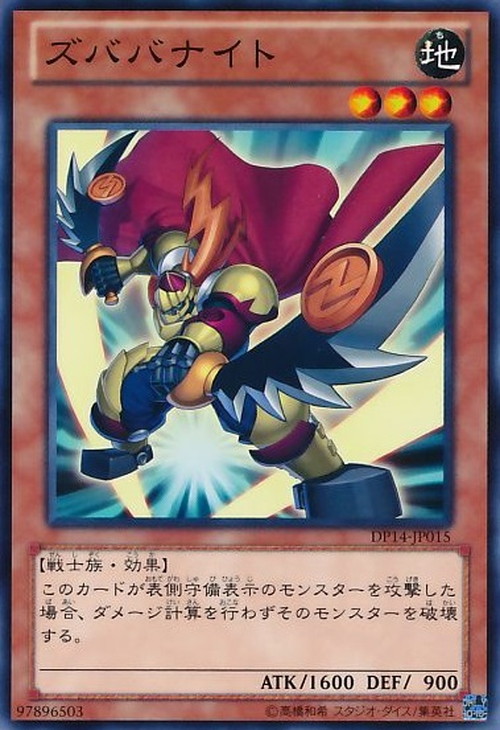 ズババナイト
地
DP14-JP015
【戦士族・効果】
このカードが表側守備表示のモンスターを攻撃した
場合、ダメージ計算を行わずそのモンスターを破壊
する。
ATK/1600 DEF/ 900
97896503
©高橋和希 スタジオ・ダイス/集英社